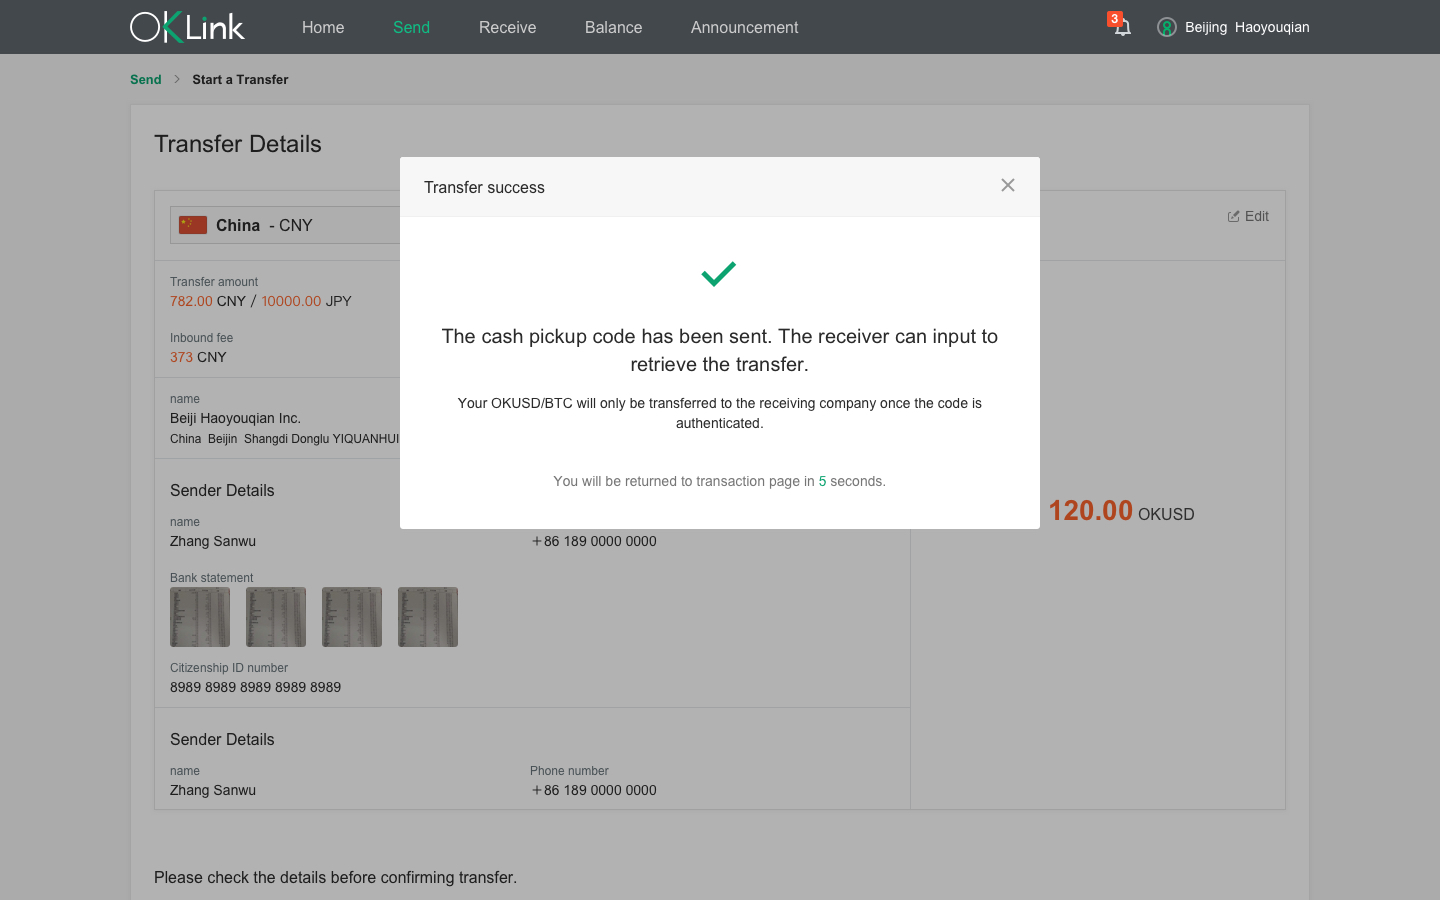 OKLink
Home Send Receive Balance Announcement 3 Beijing Haoyouqian
Send > Start a Transfer
Transfer Details
Transfer success
China - CNY
Edit
Transfer amount
782.00 CNY / 10000.00 JPY
Inbound fee
373 CNY
The cash pickup code has been sent. The receiver can input to
retrieve the transfer.
Your OKUSD/BTC will only be transferred to the receiving company once the code is
authenticated.
You will be returned to transaction page in 5 seconds.
name
Beiji Haoyouqian Inc.
China Beijin Shangdi Donglu YIQUANHUI
Sender Details
name
Zhang Sanwu
+86 189 0000 0000
120.00 OKUSD
Bank statement
Citizenship ID number
8989 8989 8989 8989 8989
Sender Details
name Phone number
Zhang Sanwu +86 189 0000 0000
Please check the details before confirming transfer.